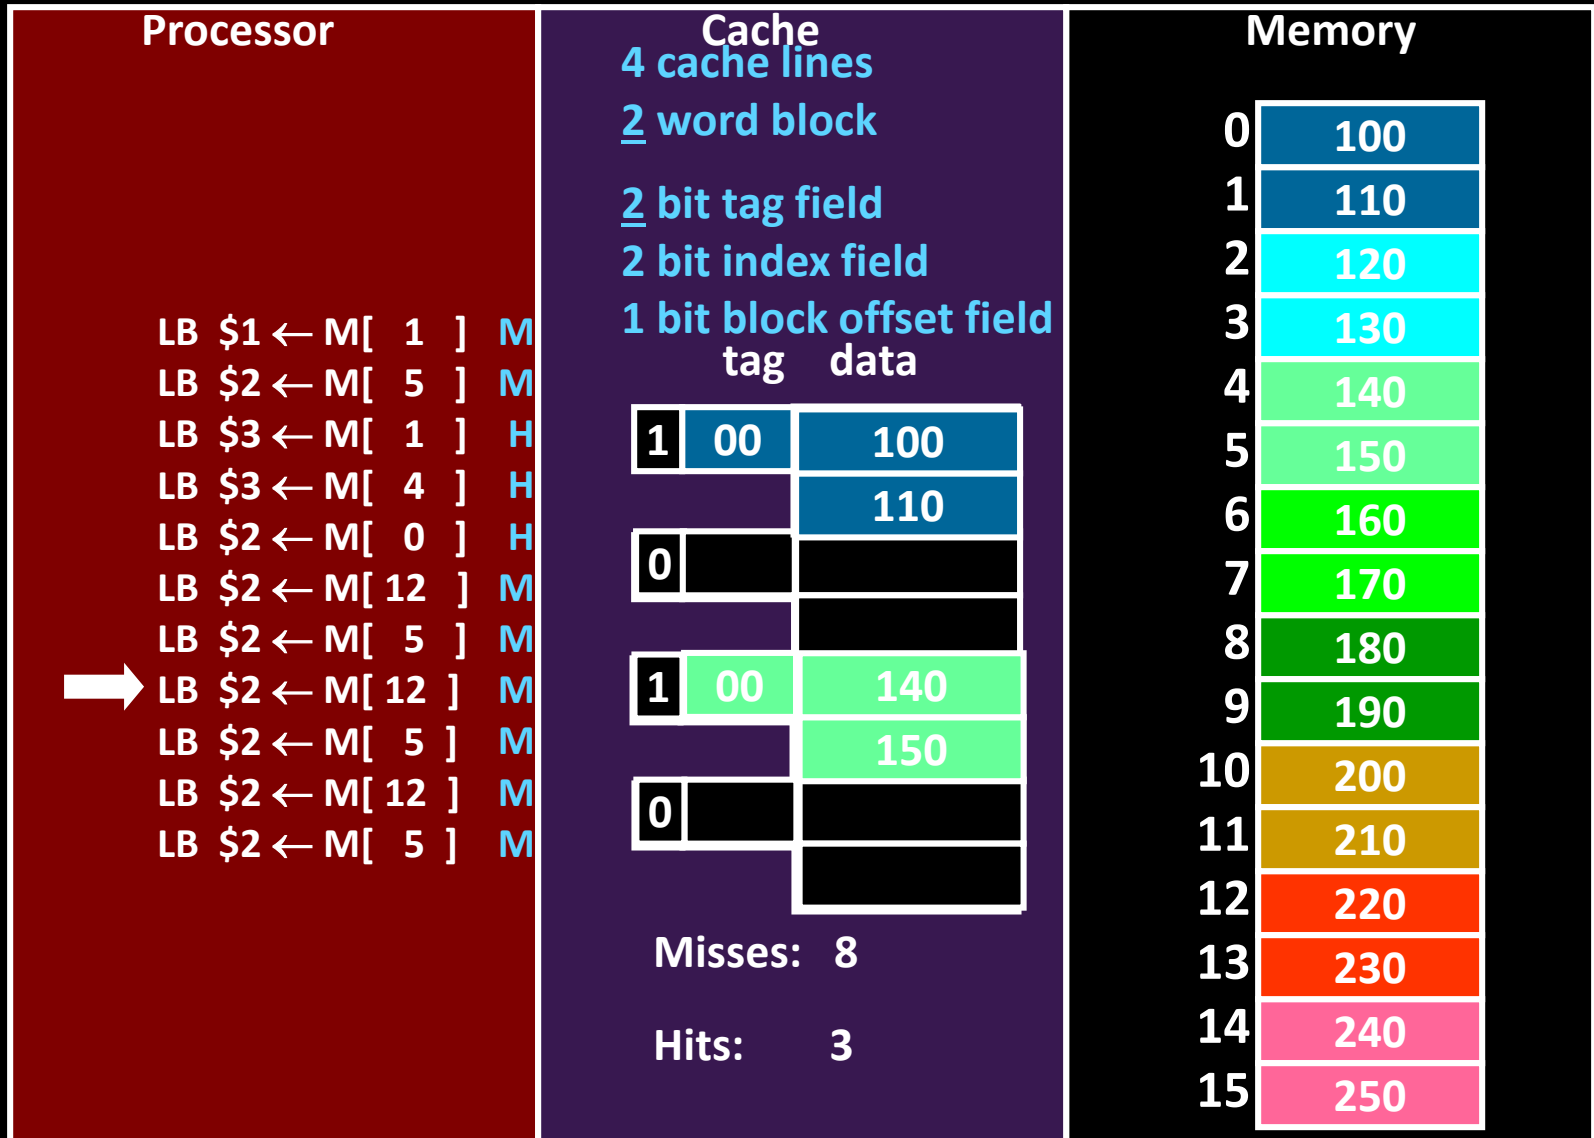 Processor
LB $1 ← M[ 1 ] M
LB $2 ← M[ 5 ] M
LB $3 ← M[ 1 ] H
LB $3 ← M[ 4 ] H
LB $2 ← M[ 0 ] H
LB $2 ← M[ 12 ] M
LB $2 ← M[ 5 ] M
LB $2 ← M[ 12 ] M
LB $2 ← M[ 5 ] M
LB $2 ← M[ 12 ] M
LB $2 ← M[ 5 ] M
Cache
4 cache lines
2 word block
2 bit tag field
2 bit index field
1 bit block offset field
tag data
1 00 100
110
0
1 00 140
150
0
Misses: 8
Hits: 3
Memory
0 100
1 110
2 120
3 130
4 140
5 150
6 160
7 170
8 180
9 190
10 200
11 210
12 220
13 230
14 240
15 250